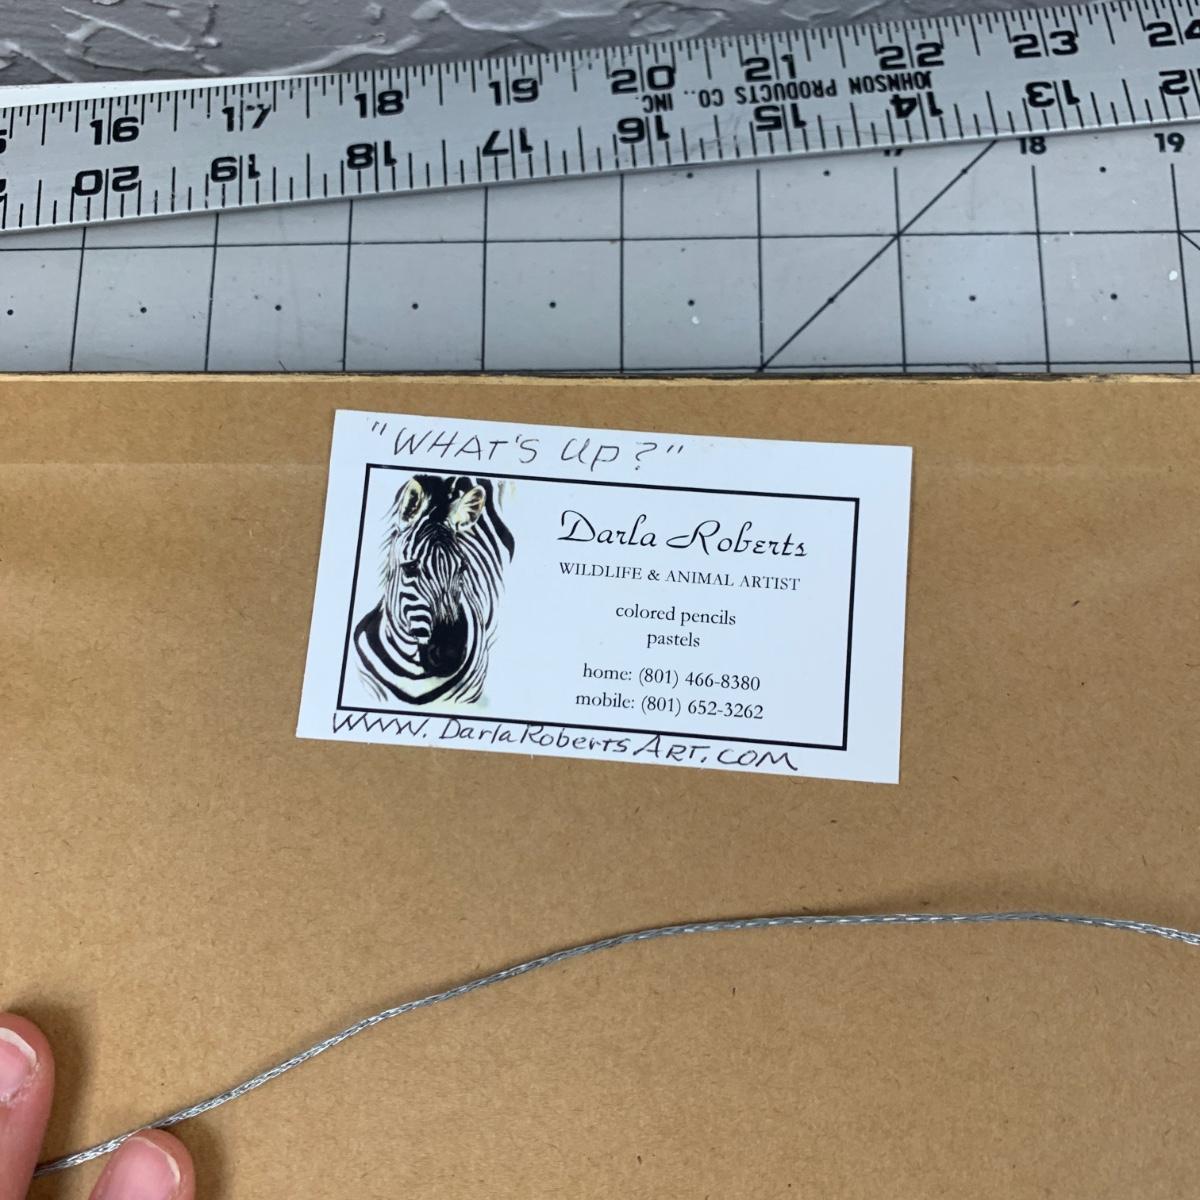 16 17 18 19 20 21 22 23 24
JOHNSON PRODUCTS CO., INC.
20 19 18 17 16 15 14 13 12
18 19
"WHAT'S Up?"
Darla Roberts
WILDLIFE & ANIMAL ARTIST
colored pencils
pastels
home: (801) 466-8380
mobile: (801) 652-3262
WWW.DarlaRobertsART.COM